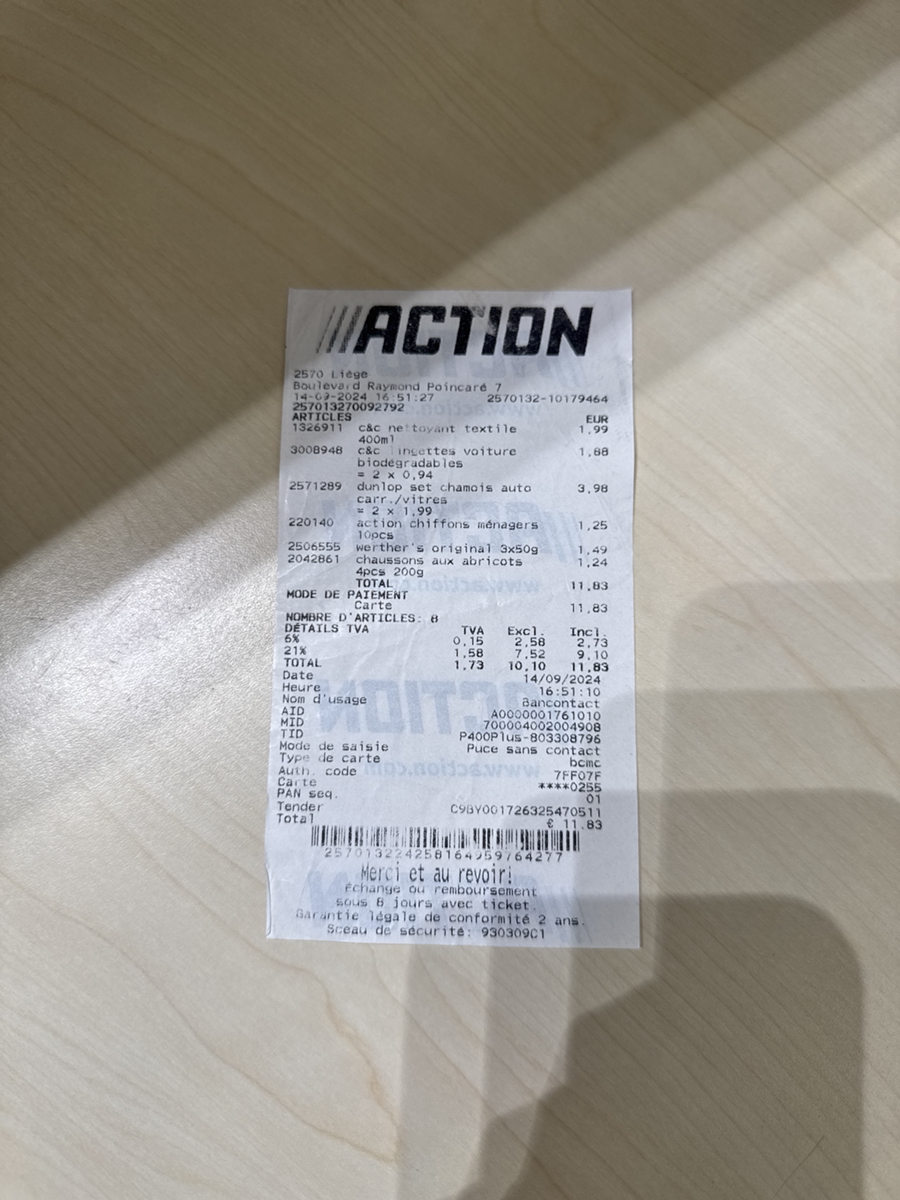 ACTION
2570 Liège
Boulevard Raymond Poincaré 7
14-09-2024 16:51:27 2570132-10179464
257013270092792
ARTICLES EUR
1326911 c&c nettoyant textile 1,99
400ml
3008948 c&c lingettes voiture 1,88
biodégradables
= 2 x 0,94
2571289 dunlop set chamois auto 3,98
carr./vitres
= 2 x 1,99
220140 action chiffons ménagers 1,25
10pcs
2506555 werther's original 3x50g 1,49
2042861 chaussons aux abricots 1,24
4pcs 200g
TOTAL 11,83
MODE DE PAIEMENT
Carte 11,83
NOMBRE D'ARTICLES: 8
DÉTAILS TVA TVA Excl. Incl.
6% 0,15 2,58 2,73
21% 1,58 7,52 9,10
TOTAL 1,73 10,10 11,83
Date 14/09/2024
Heure 16:51:10
Nom d'usage Bancontact
AID A0000001761010
MID 700004002004908
TID P400Plus-803308796
Mode de saisie Puce sans contact
Type de carte bcmc
Auth. code 7FF07F
Carte ****0255
PAN seq. 01
Tender C9BY001726325470511
Total € 11.83
Merci et au revoir!
Échange ou remboursement
sous 8 jours avec ticket.
Garantie légale de conformité 2 ans.
Sceau de sécurité: 930309C1